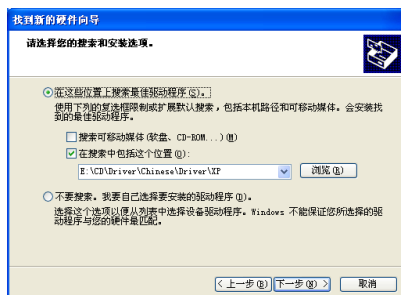 找到新的硬件向导
请选择您的搜索和安装选项。
在这些位置上搜索最佳驱动程序(S)。
使用下列的复选框限制或扩展默认搜索，包括本机路径和可移动媒体。会安装找
到的最佳驱动程序。
搜索可移动媒体(软盘、CD-ROM...)(M)
在搜索中包括这个位置(O):
E:\CD\Driver\Chinese\Driver\XP
浏览(R)
不要搜索。我要自己选择要安装的驱动程序(D)。
选择这个选项以便从列表中选择设备驱动程序。Windows 不能保证您所选择的驱
动程序与您的硬件最匹配。
<上一步(B) 下一步(N)> 取消